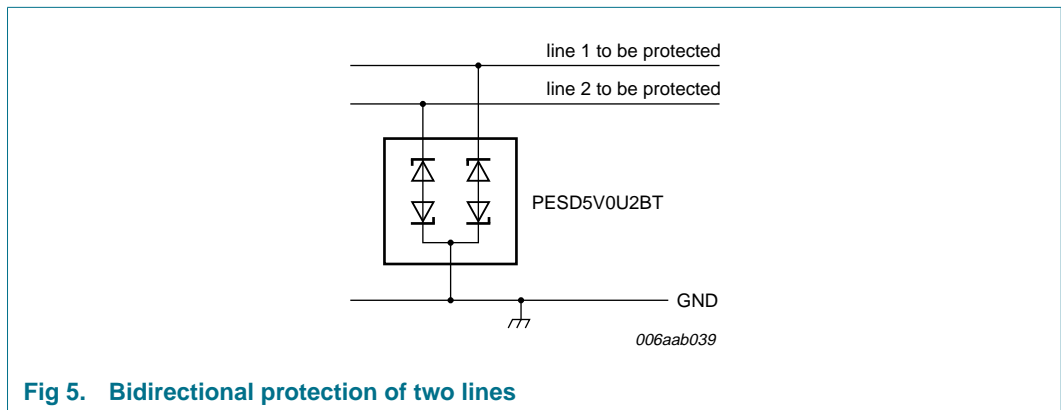 line 1 to be protected
line 2 to be protected
PESD5V0U2BT
GND
006aab039
Fig 5. Bidirectional protection of two lines